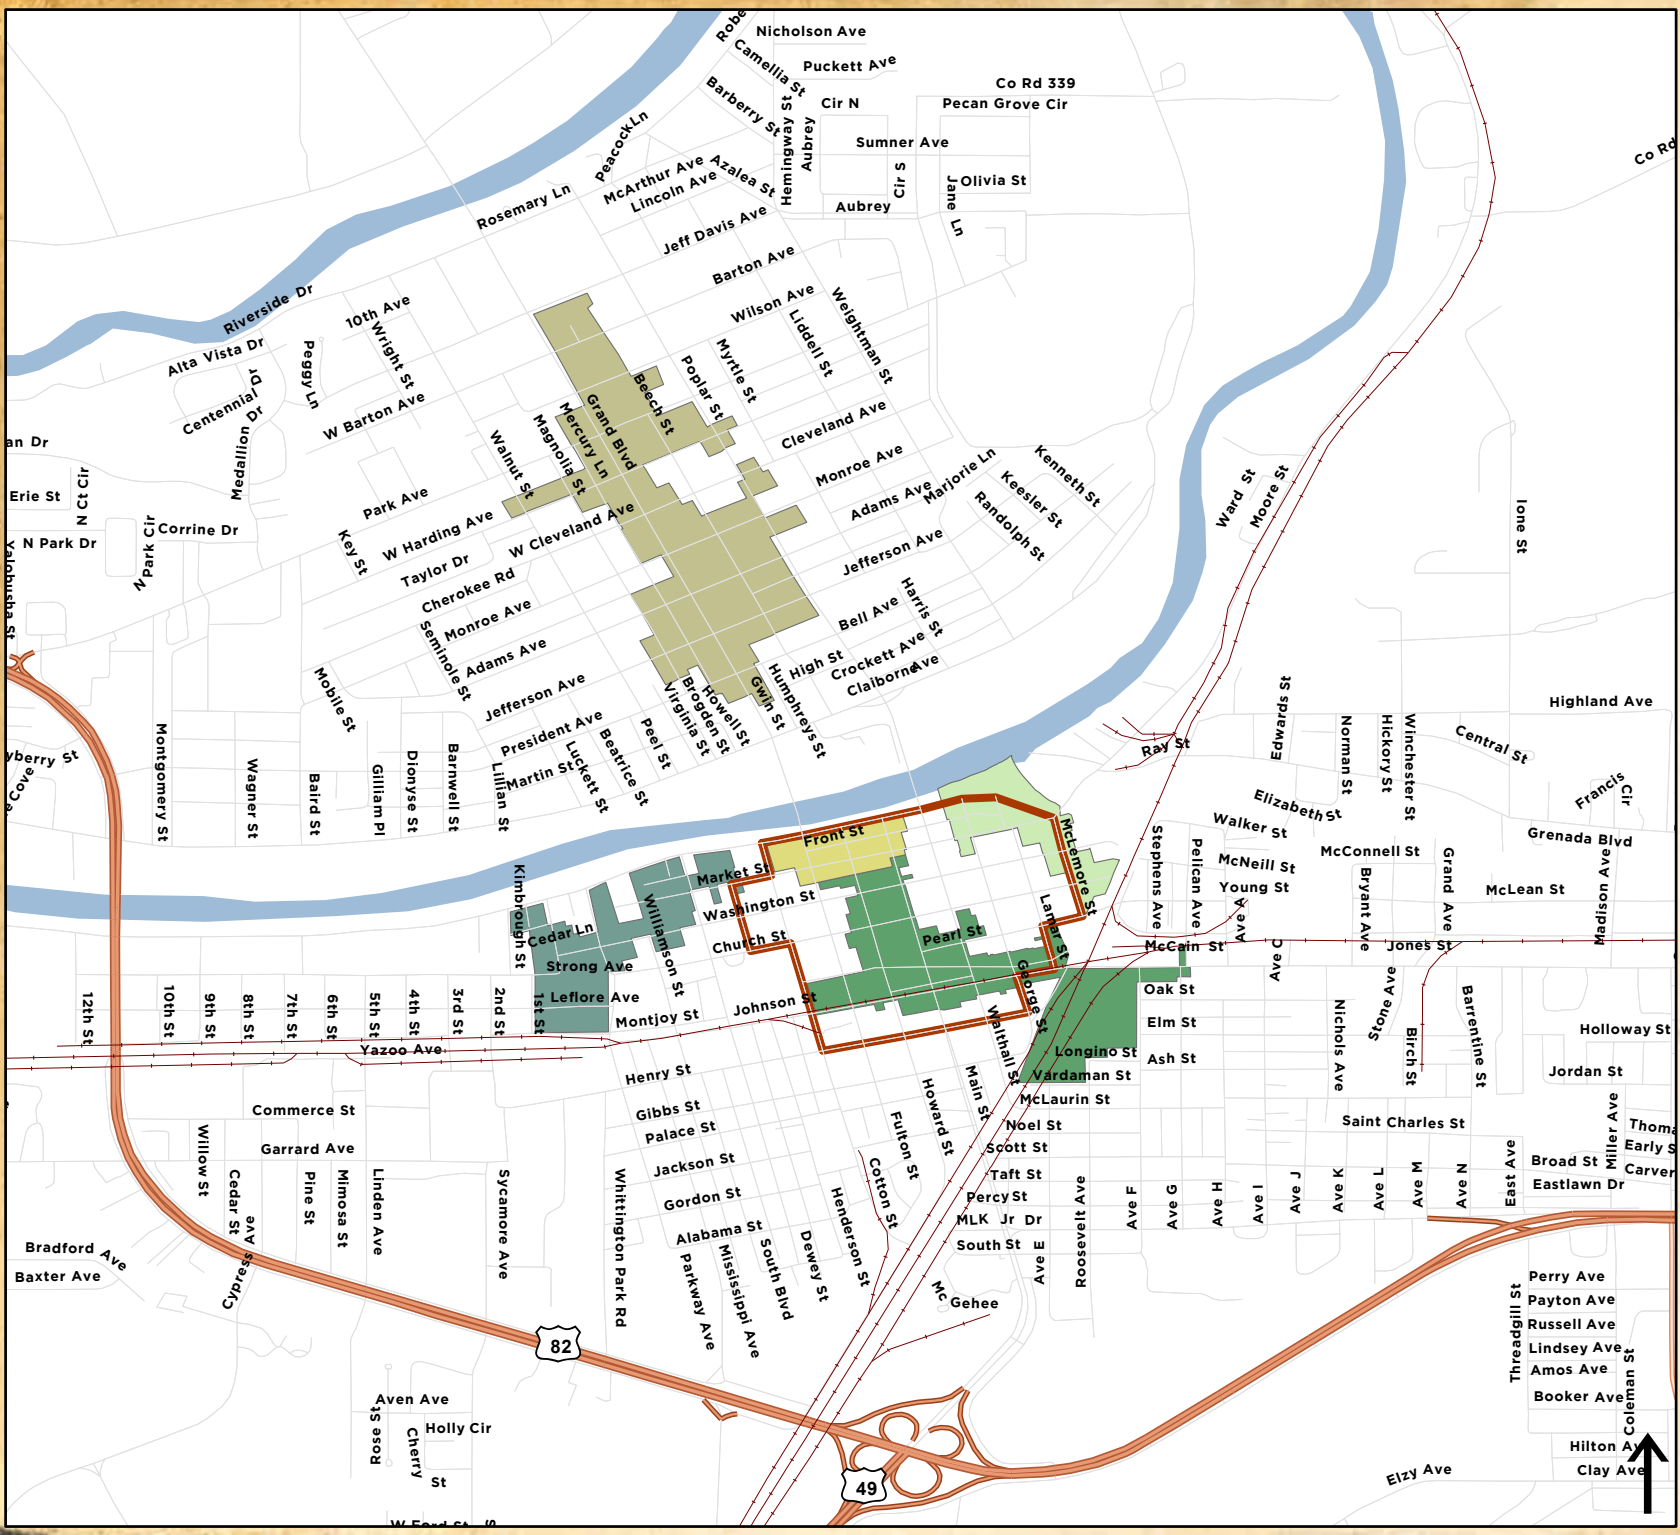 Nicholson Ave
Camellia St
Puckett Ave
Co Rd 339
Barberry St
Hemingway St
Aubrey
Cir N
Pecan Grove Cir
Peacock Ln
Sumner Ave
Co Rd
McArthur Ave
Azalea St
Lincoln Ave
Cir S
Jane Ln
Olivia St
Rosemary Ln
Aubrey
Jeff Davis Ave
Barton Ave
Riverside Dr
10th Ave
Wilson Ave
Weightman St
Alta Vista Dr
Wright St
Liddell St
Peggy Ln
Myrtle St
Poplar St
Centennial Dr
Beech St
Grand Blvd
Mercury Ln
Magnolia St
Walnut St
W Barton Ave
Medallion Dr
Cleveland Ave
an Dr
N Ct Cir
Erie St
Monroe Ave
Marjorie Ln
Kenneth St
Keesler St
Randolph St
Ward St
Moore St
Park Ave
Adams Ave
Ione St
N Park Cir
Corrine Dr
N Park Dr
Key St
W Harding Ave
W Cleveland Ave
Jefferson Ave
Yalobusha St
Taylor Dr
Cherokee Rd
Harris St
Monroe Ave
Bell Ave
Seminole St
Adams Ave
High St
Crockett Ave
Claiborne Ave
Mobile St
Jefferson Ave
Virginia St
Brogden St
Howell St
Gwin St
Humphreys St
Edwards St
Highland Ave
Montgomery St
President Ave
Peel St
Beatrice St
Luckett St
Martin St
Ray St
Norman St
Hickory St
Winchester St
Central St
yberry St
e Cove
Wagner St
Baird St
Gilliam Pl
Dionyse St
Barnwell St
Lillian St
Francis Cir
Elizabeth St
Walker St
Grenada Blvd
Front St
McLemore St
Stephens Ave
Pelican Ave
McNeill St
McConnell St
Young St
Grand Ave
McLean St
Madison Ave
Kimbrough St
Market St
Williamson St
Washington St
Bryant Ave
Ave A
Cedar Ln
Church St
Pearl St
Lamar St
McCain St
Ave C
Jones St
Strong Ave
George St
Leflore Ave
Johnson St
Oak St
12th St
10th St
9th St
8th St
7th St
6th St
5th St
4th St
3rd St
2nd St
1st St
Montjoy St
Walthall St
Elm St
Nichols Ave
Stone Ave
Birch St
Barrentine St
Holloway St
Yazoo Ave
Longino St
Ash St
Henry St
Vardaman St
Jordan St
Main St
McLaurin St
Commerce St
Gibbs St
Howard St
Fulton St
Noel St
Saint Charles St
Miller Ave
Thoma
Palace St
Willow St
Garrard Ave
Scott St
East Ave
Early S
Jackson St
Cotton St
Taft St
Broad St
Carver
Cedar St
Pine St
Mimosa St
Linden Ave
Sycamore Ave
Whittington Park Rd
Gordon St
Henderson St
Percy St
Roosevelt Ave
Ave F
Ave G
Ave H
Ave I
Ave J
Ave K
Ave L
Ave M
Ave N
Eastlawn Dr
MLK Jr Dr
Alabama St
South St
Ave E
Bradford Ave
Baxter Ave
Cypress Ave
Parkway Ave
Mississippi Ave
South Blvd
Dewey St
Mc Gehee
Perry Ave
Payton Ave
Russell Ave
Threadgill St
82
Lindsey Ave
Amos Ave
Coleman St
Booker Ave
Aven Ave
Rose St
Cherry St
Holly Cir
Hilton Av
Clay Ave
Elzy Ave
49
W Ford St